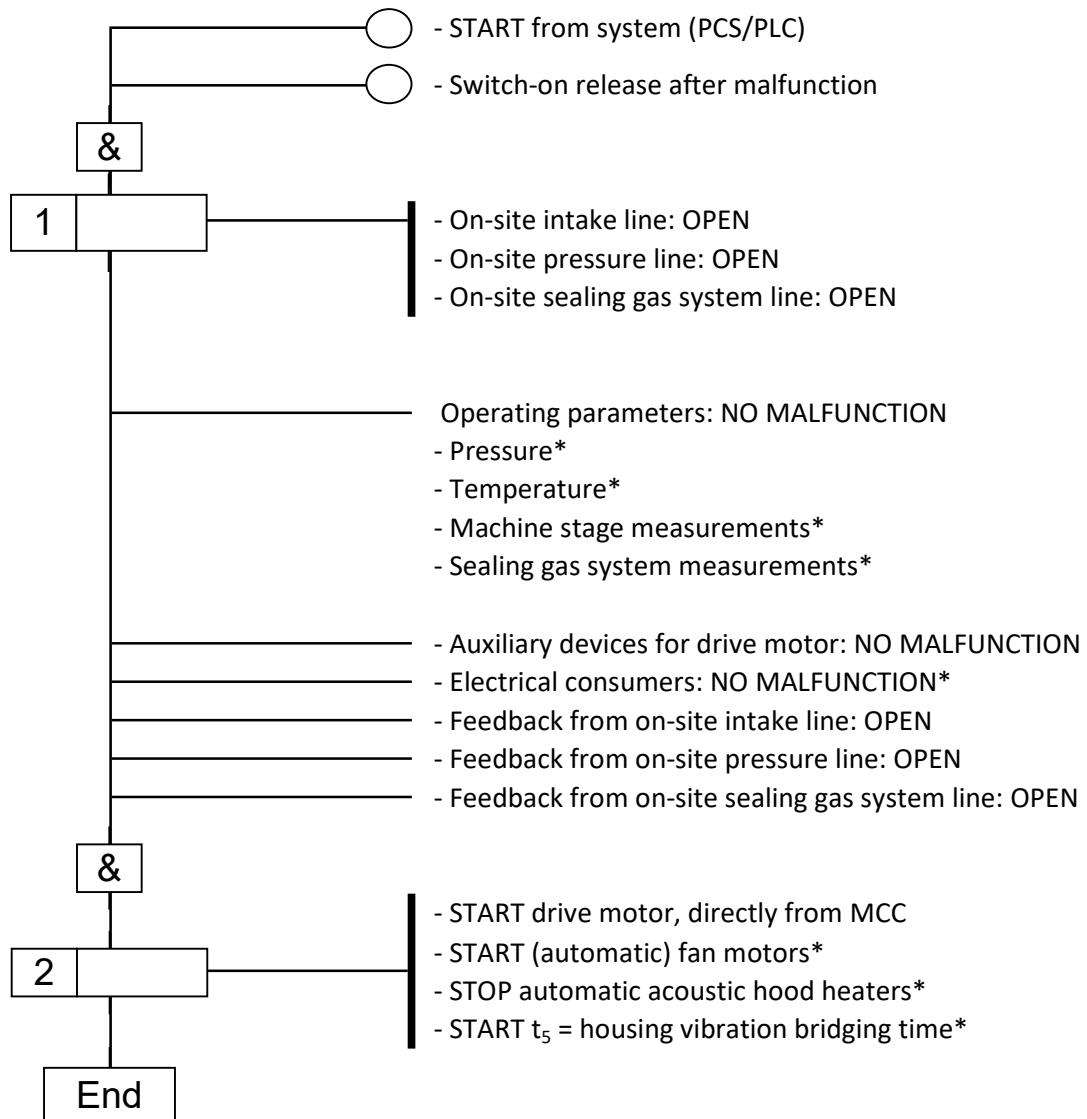 - START from system (PCS/PLC)
- Switch-on release after malfunction
&
1
- On-site intake line: OPEN
- On-site pressure line: OPEN
- On-site sealing gas system line: OPEN
Operating parameters: NO MALFUNCTION
- Pressure*
- Temperature*
- Machine stage measurements*
- Sealing gas system measurements*
- Auxiliary devices for drive motor: NO MALFUNCTION
- Electrical consumers: NO MALFUNCTION*
- Feedback from on-site intake line: OPEN
- Feedback from on-site pressure line: OPEN
- Feedback from on-site sealing gas system line: OPEN
&
2
- START drive motor, directly from MCC
- START (automatic) fan motors*
- STOP automatic acoustic hood heaters*
- START t₅ = housing vibration bridging time*
End